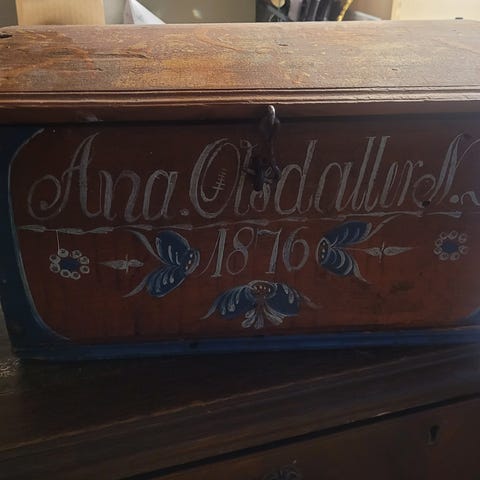 Ana. Olsdatter N.
1876